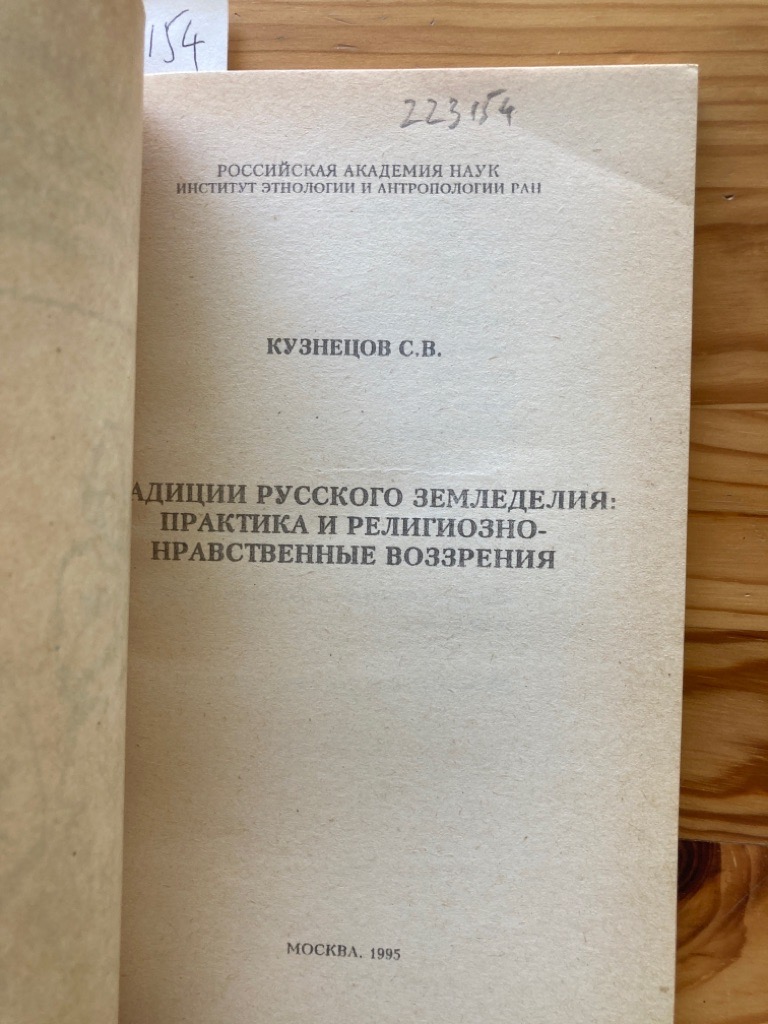 154
223154
РОССИЙСКАЯ АКАДЕМИЯ НАУК
ИНСТИТУТ ЭТНОЛОГИИ И АНТРОПОЛОГИИ РАН
КУЗНЕЦОВ С.В.
АДИЦИИ РУССКОГО ЗЕМЛЕДЕЛИЯ:
ПРАКТИКА И РЕЛИГИОЗНО-
НРАВСТВЕННЫЕ ВОЗЗРЕНИЯ
МОСКВА. 1995